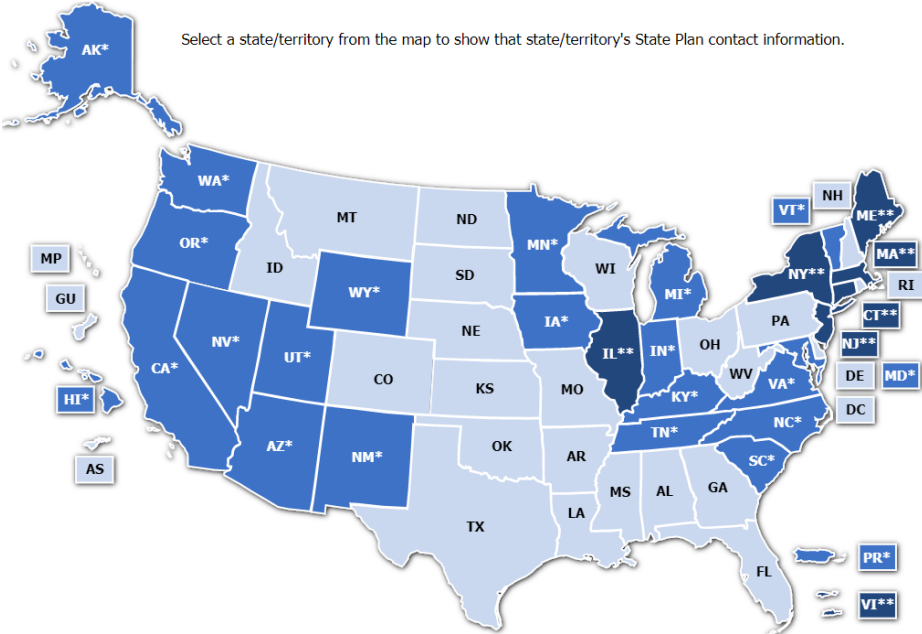 AK*
Select a state/territory from the map to show that state/territory's State Plan contact information.
WA*
MT
ND
MN*
VT*
NH
ME**
OR*
ID
SD
WI
MA**
MP
NY**
GU
WY*
MI*
RI
NE
IA*
PA
CT**
NV*
UT*
IL**
IN*
OH
NJ**
CA*
CO
KS
MO
WV
VA*
DE
MD*
HI*
KY*
DC
AZ*
NM*
OK
AR
TN*
NC*
AS
SC*
MS
AL
GA
TX
LA
FL
PR*
VI**